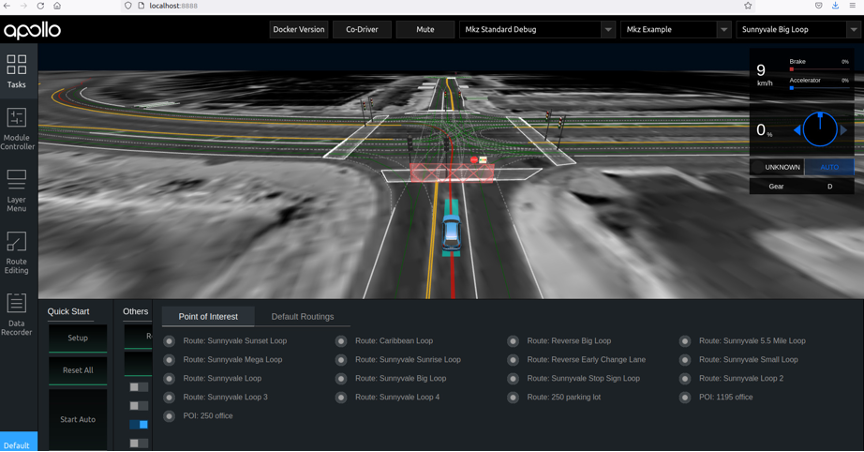 localhost:8888
apollo
Docker Version
Co-Driver
Mute
Mkz Standard Debug
Mkz Example
Sunnyvale Big Loop
Tasks
Module
Controller
Layer
Menu
Route
Editing
Data
Recorder
Default
9
km/h
Brake
0%
Accelerator
0%
0 %
UNKNOWN
AUTO
Gear
D
Quick Start
Setup
Reset All
Start Auto
Others
Point of Interest
Default Routings
Route: Sunnyvale Sunset Loop
Route: Caribbean Loop
Route: Reverse Big Loop
Route: Sunnyvale 5.5 Mile Loop
Route: Sunnyvale Mega Loop
Route: Sunnyvale Sunrise Loop
Route: Reverse Early Change Lane
Route: Sunnyvale Small Loop
Route: Sunnyvale Loop
Route: Sunnyvale Big Loop
Route: Sunnyvale Stop Sign Loop
Route: Sunnyvale Loop 2
Route: Sunnyvale Loop 3
Route: Sunnyvale Loop 4
Route: 250 parking lot
POI: 1195 office
POI: 250 office